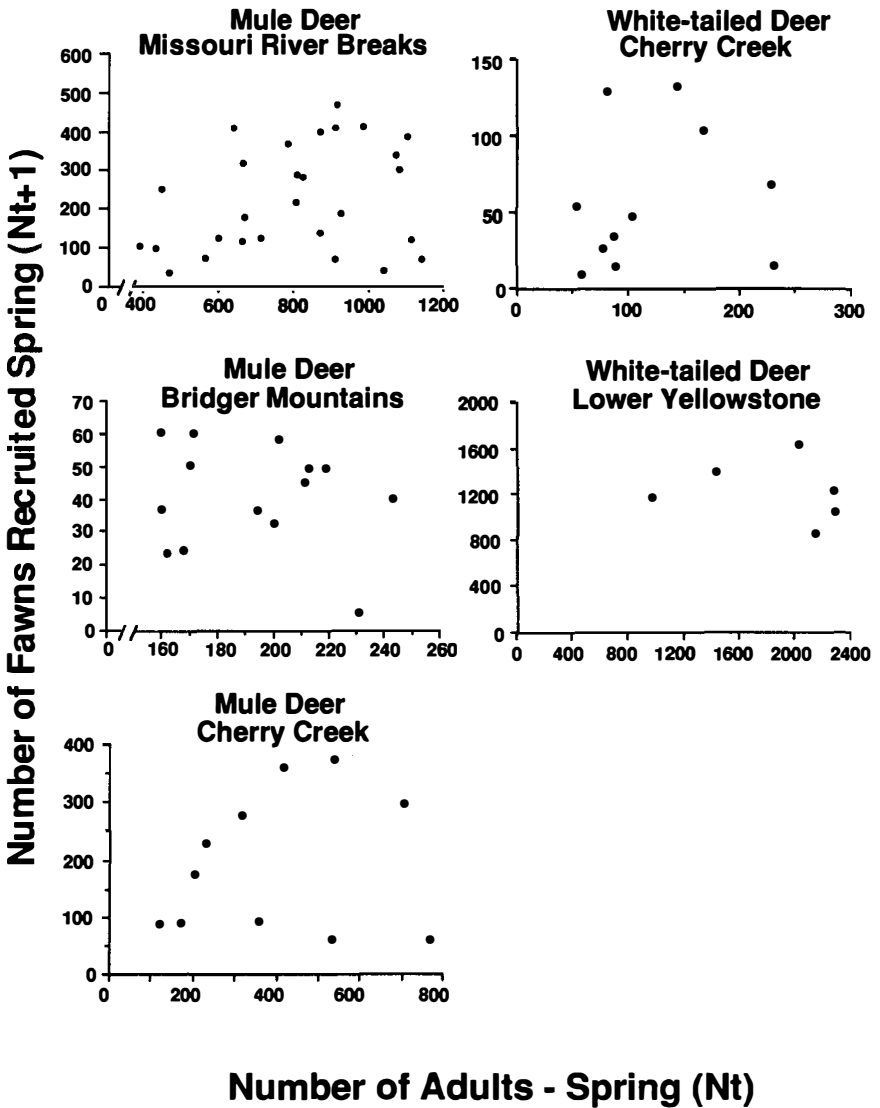 Mule Deer
Missouri River Breaks
600
500
400
300
200
100
0
0 400 600 800 1000 1200
White-tailed Deer
Cherry Creek
150
100
50
0
0 100 200 300
Mule Deer
Bridger Mountains
70
60
50
40
30
20
10
0
0 160 180 200 220 240 260
White-tailed Deer
Lower Yellowstone
2000
1600
1200
800
400
0
0 400 800 1200 1600 2000 2400
Mule Deer
Cherry Creek
400
300
200
100
0
0 200 400 600 800
Number of Fawns Recruited Spring (Nt+1)
Number of Adults - Spring (Nt)